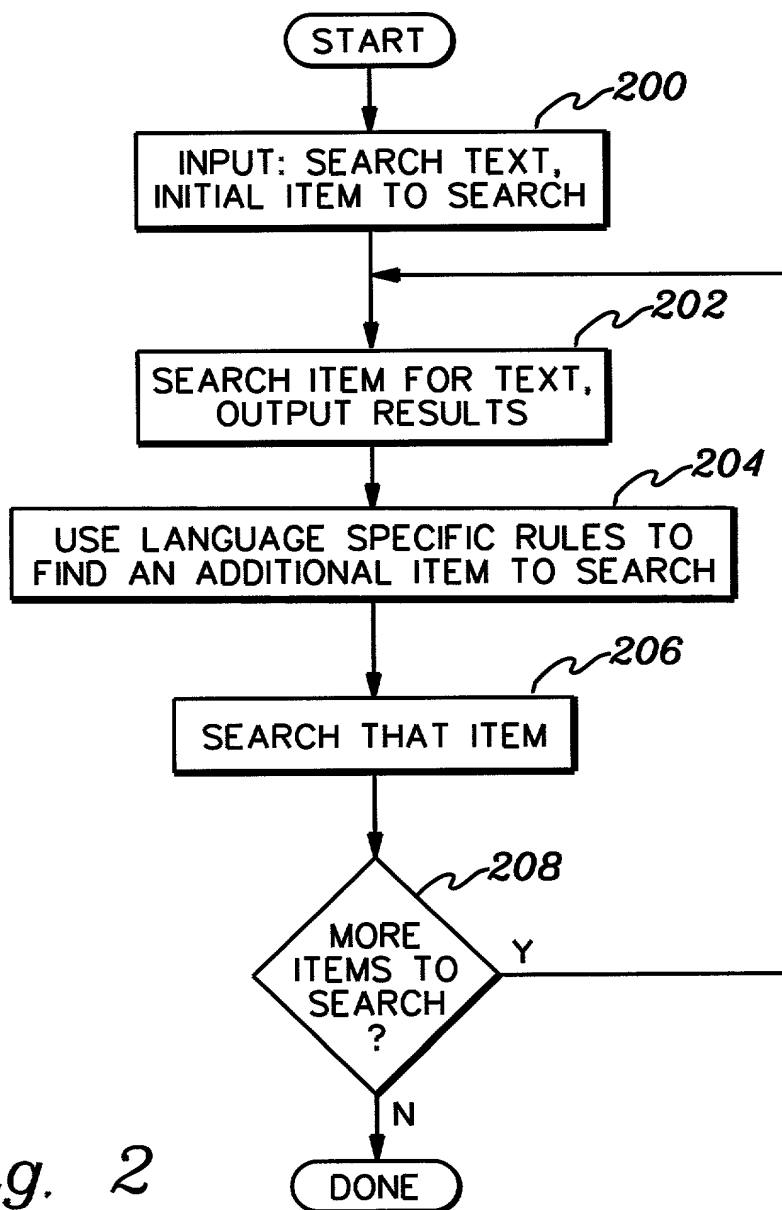 START
200
INPUT: SEARCH TEXT,
INITIAL ITEM TO SEARCH
202
SEARCH ITEM FOR TEXT,
OUTPUT RESULTS
204
USE LANGUAGE SPECIFIC RULES TO
FIND AN ADDITIONAL ITEM TO SEARCH
206
SEARCH THAT ITEM
208
MORE
ITEMS TO
SEARCH
?
Y
N
DONE
g. 2